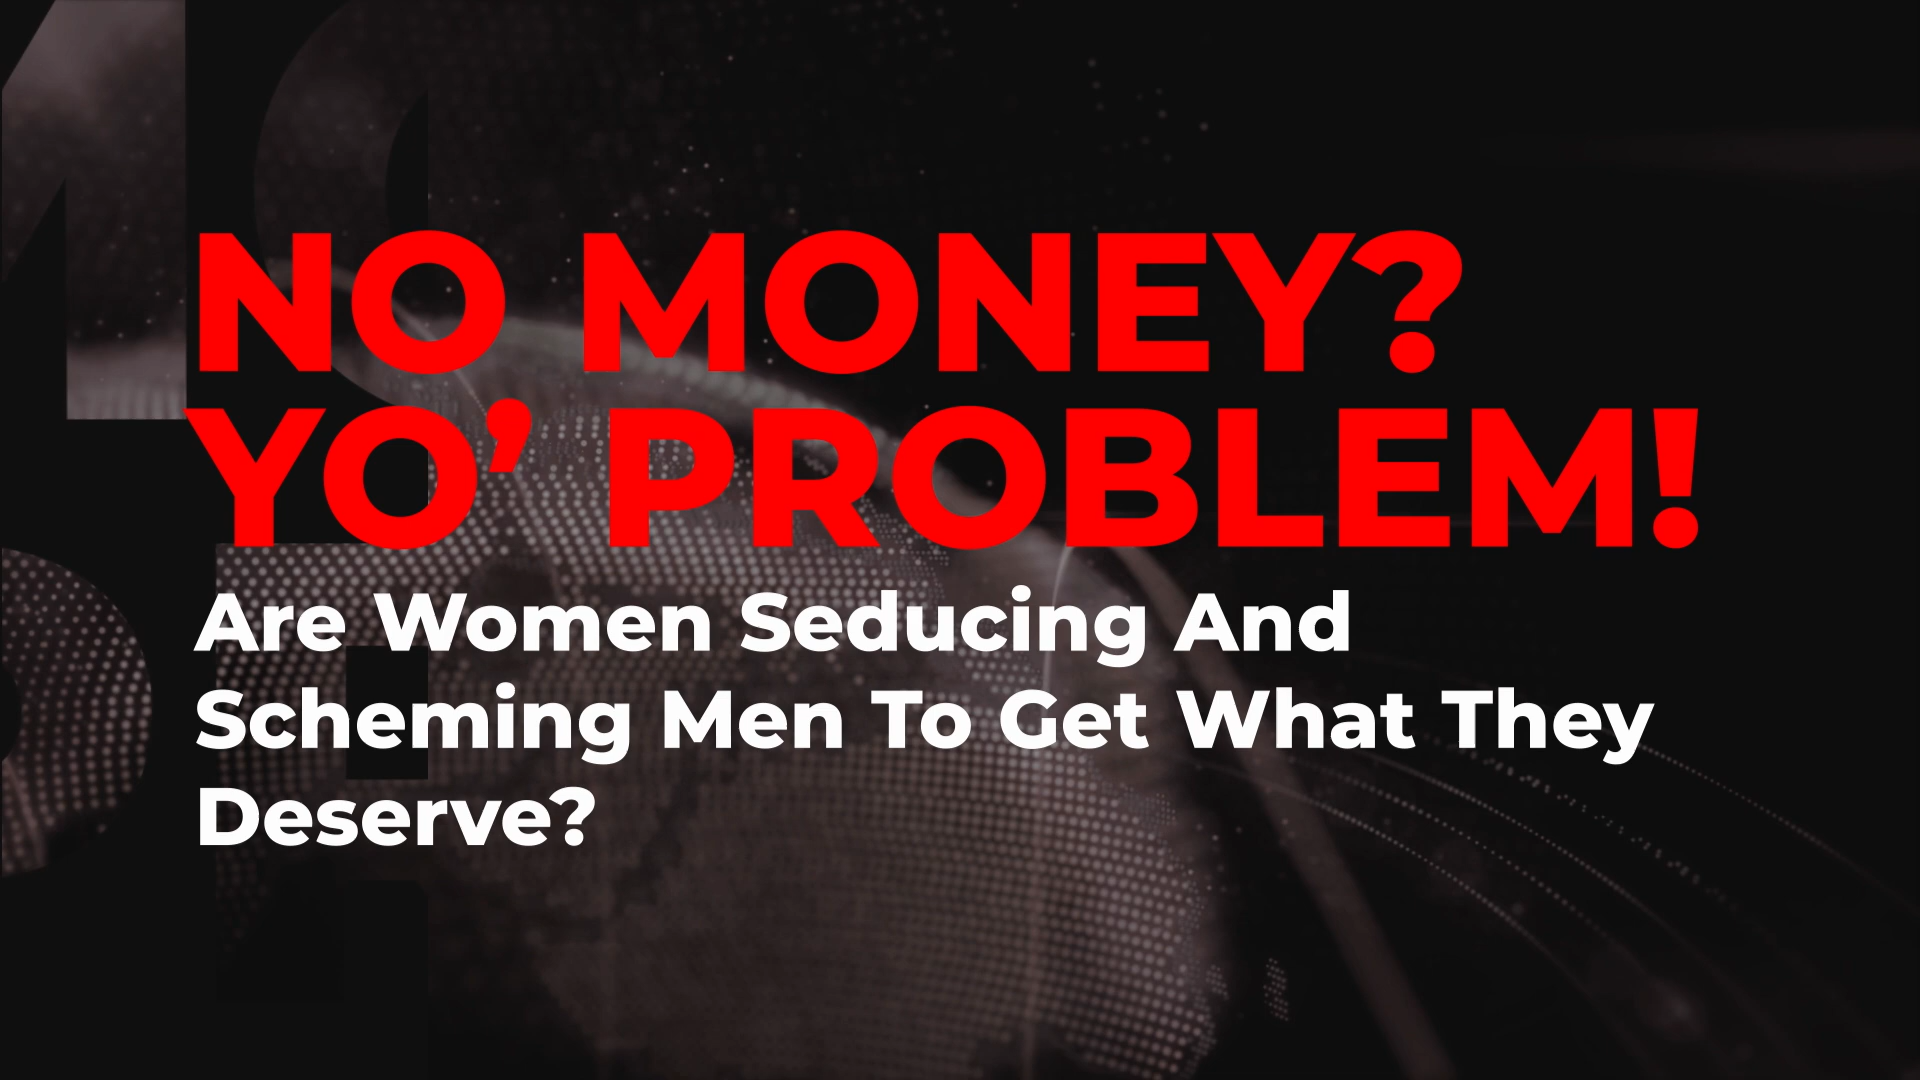 NO MONEY?
YO’ PROBLEM!
Are Women Seducing And
Scheming Men To Get What They
Deserve?